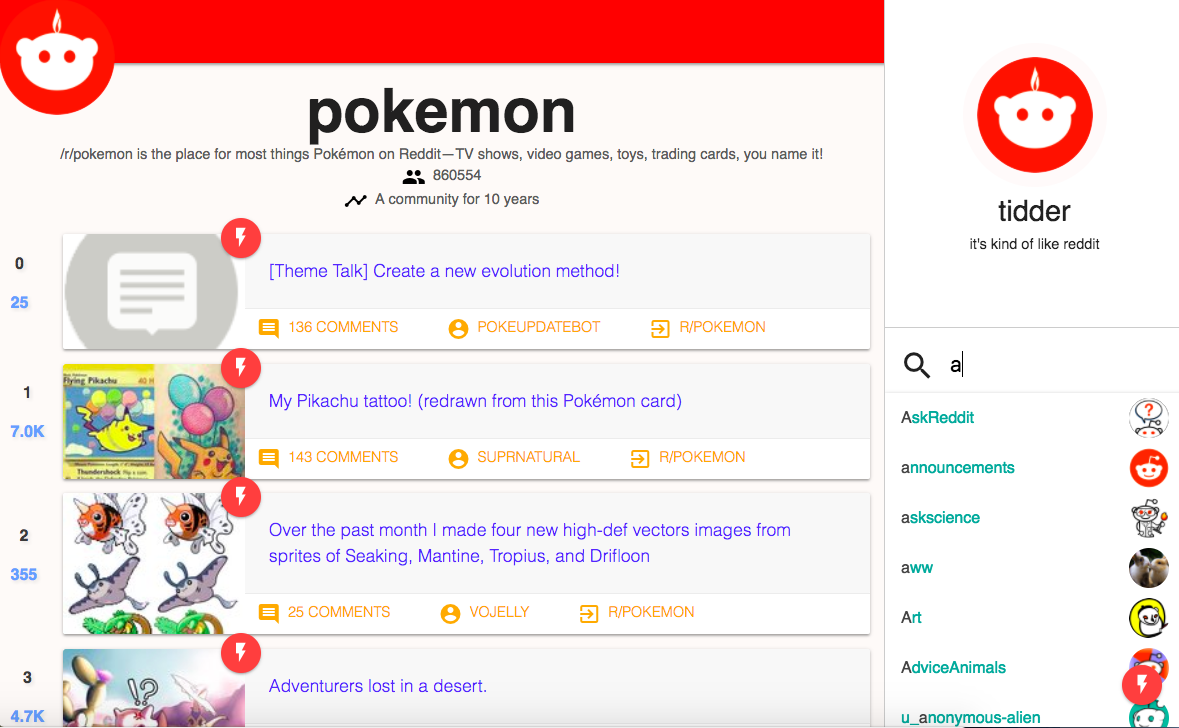 pokemon
/r/pokemon is the place for most things Pokémon on Reddit—TV shows, video games, toys, trading cards, you name it!
860554
A community for 10 years
0
25
[Theme Talk] Create a new evolution method!
136 COMMENTS POKEUPDATEBOT R/POKEMON
1
7.0K
Flying Pikachu 40 H
Thundershock
My Pikachu tattoo! (redrawn from this Pokémon card)
143 COMMENTS SUPRNATURAL R/POKEMON
2
355
Over the past month I made four new high-def vectors images from
sprites of Seaking, Mantine, Tropius, and Drifloon
25 COMMENTS VOJELLY R/POKEMON
3
4.7K
!?
Adventurers lost in a desert.
tidder
it's kind of like reddit
a
AskReddit
?
announcements
askscience
aww
Art
AdviceAnimals
u_anonymous-alien